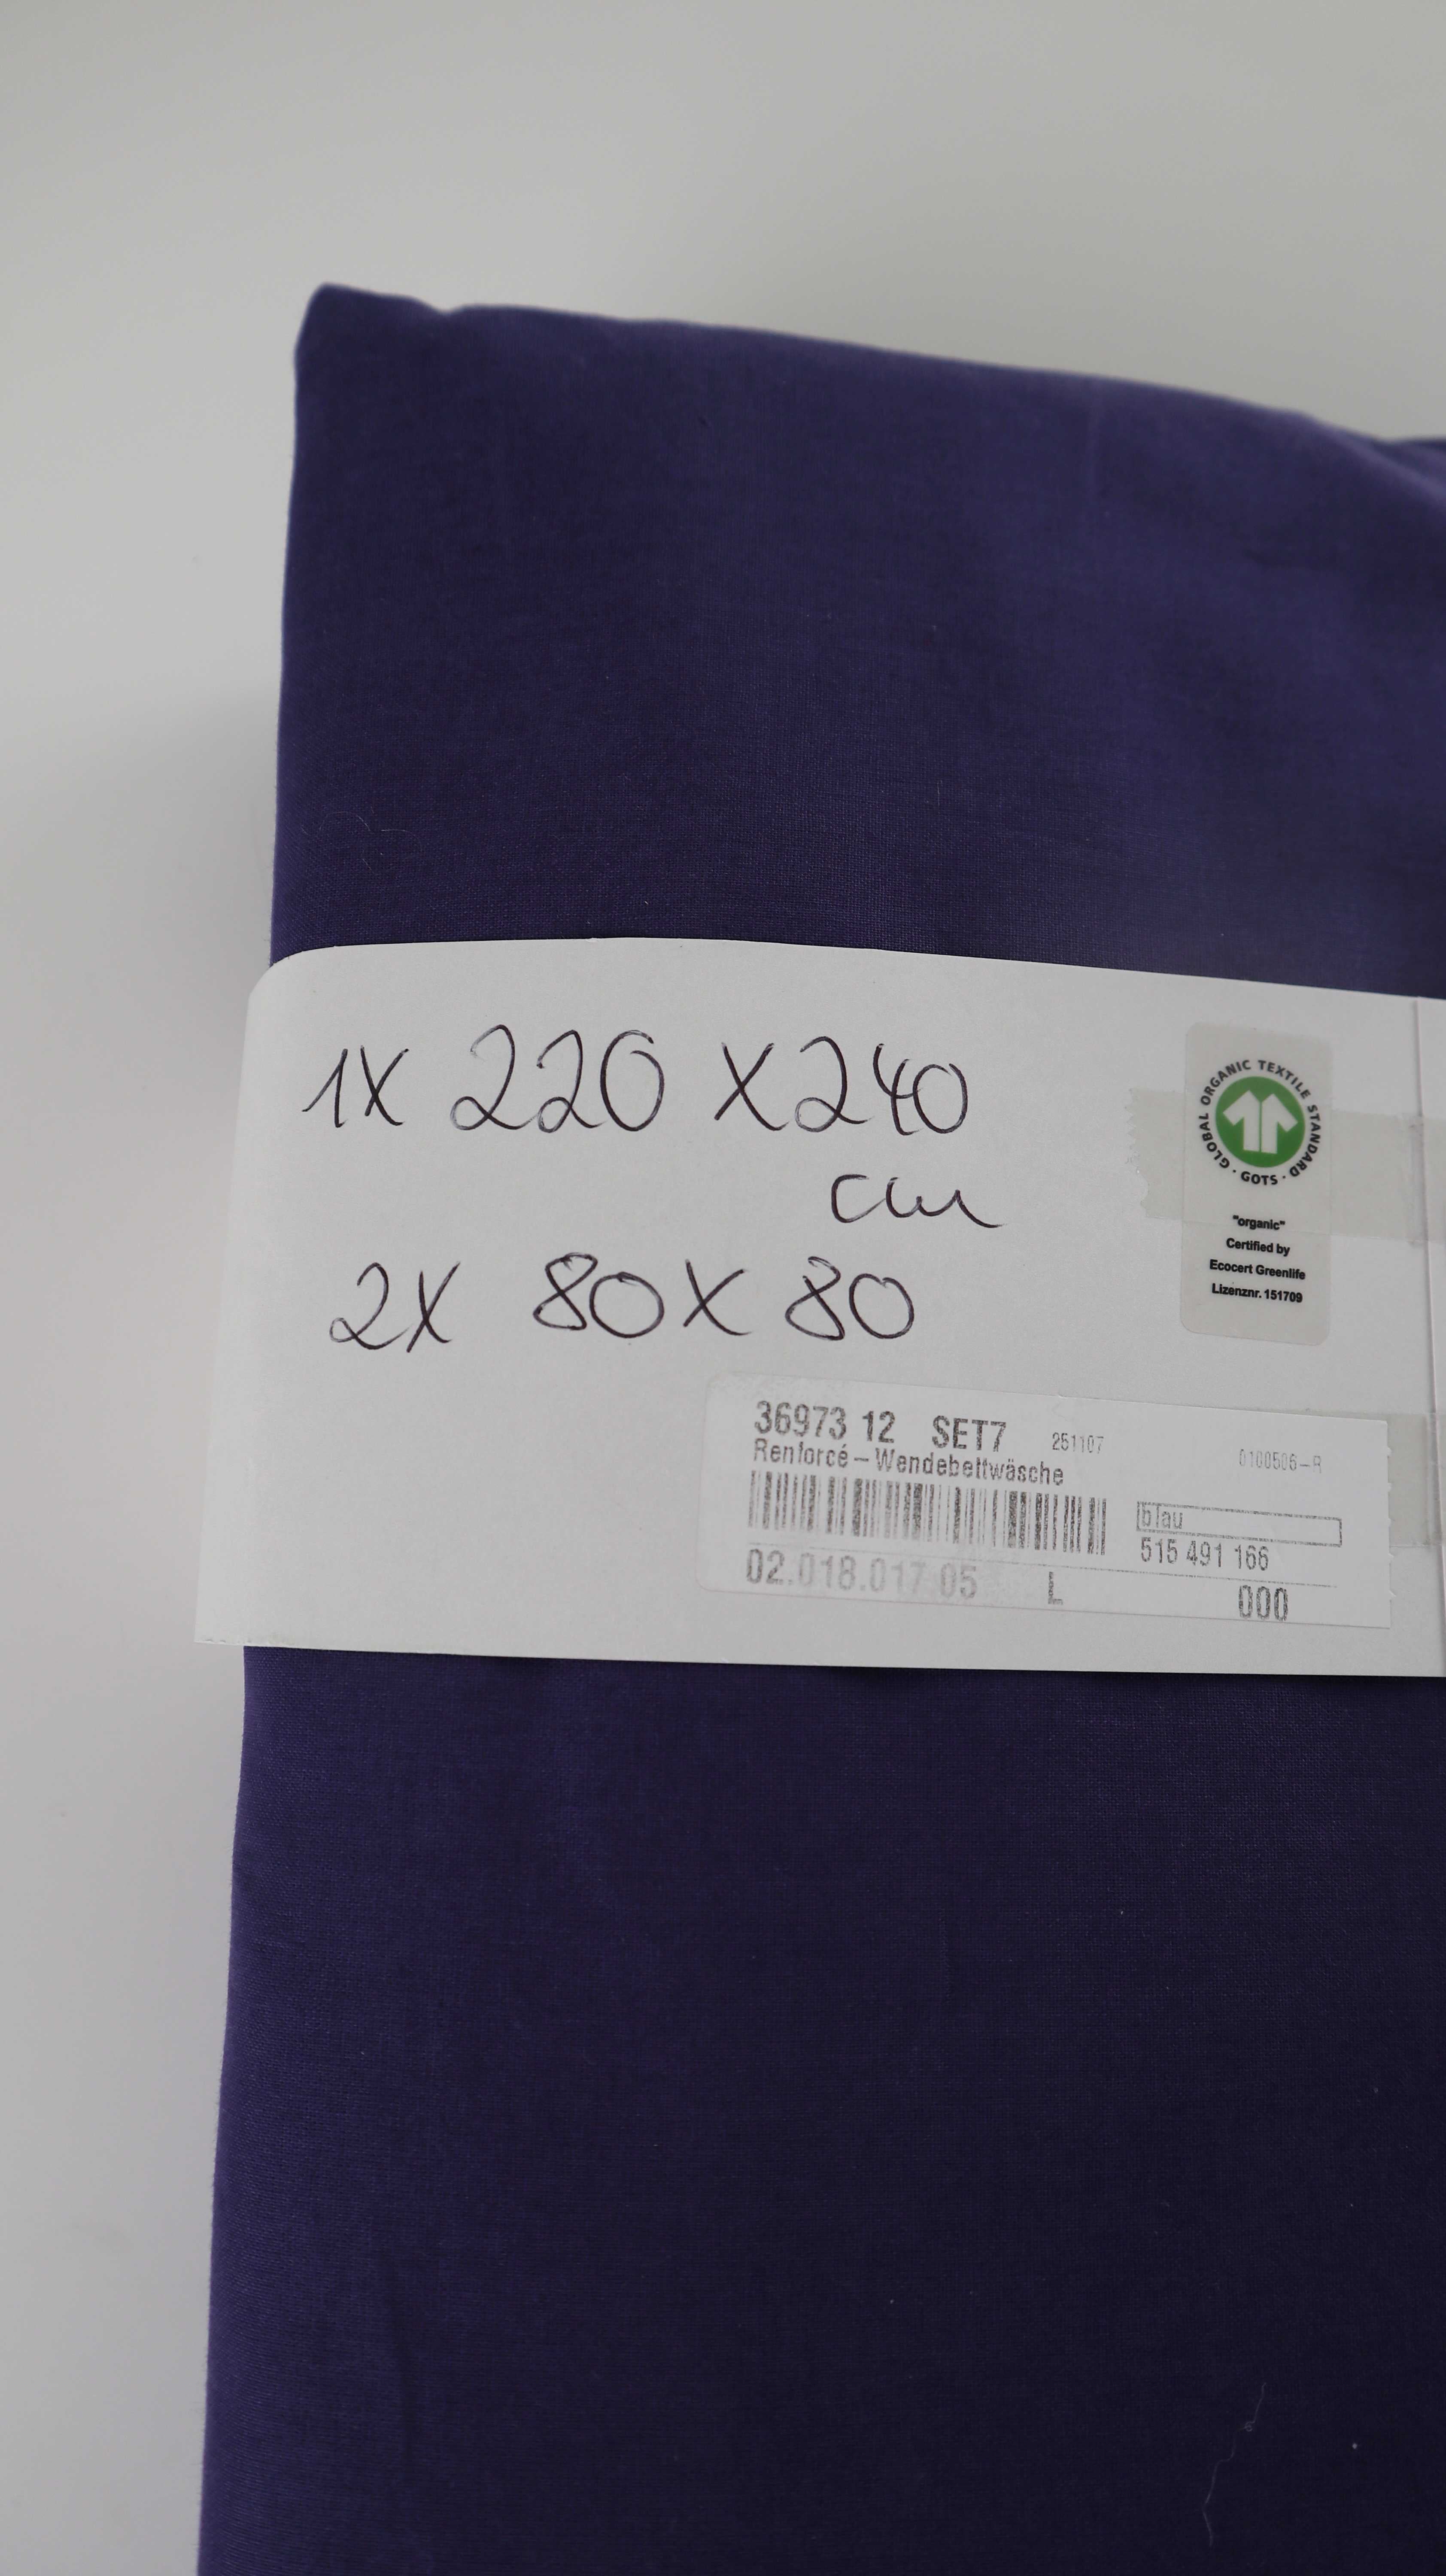 1X 220 X 240
cm
2X 80 X 80
GLOBAL ORGANIC TEXTILE STANDARD · GOTS ·
"organic"
Certified by
Ecocert Greenlife
Lizenznr. 151709
36973 12 SET7 251107 0100506-R
Renforcé – Wendebettwäsche
blau
515 491 166
02.018.017 05 L 000